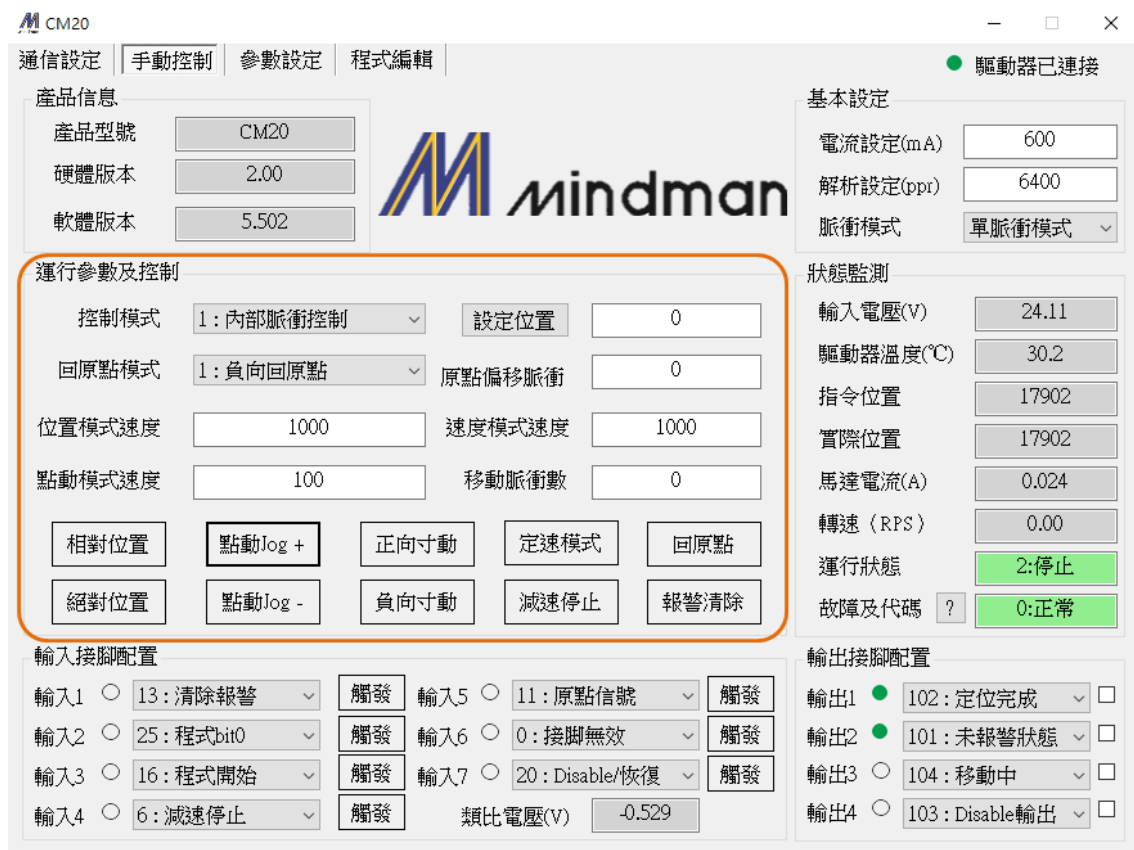 CM20
通信設定 手動控制 參數設定 程式編輯
驅動器已連接
產品信息
產品型號 CM20
硬體版本 2.00
軟體版本 5.502
mindman
基本設定
電流設定(mA) 600
解析設定(ppr) 6400
脈衝模式 單脈衝模式
運行參數及控制
控制模式 1 : 內部脈衝控制 設定位置 0
回原點模式 1 : 負向回原點 原點偏移脈衝 0
位置模式速度 1000 速度模式速度 1000
點動模式速度 100 移動脈衝數 0
相對位置 點動Jog + 正向寸動 定速模式 回原點
絕對位置 點動Jog - 負向寸動 減速停止 報警清除
狀態監測
輸入電壓(V) 24.11
驅動器溫度(℃) 30.2
指令位置 17902
實際位置 17902
馬達電流(A) 0.024
轉速（RPS） 0.00
運行狀態 2:停止
故障及代碼 ? 0:正常
輸入接腳配置
輸入1 13 : 清除報警 觸發 輸入5 11 : 原點信號 觸發
輸入2 25 : 程式bit0 觸發 輸入6 0 : 接腳無效 觸發
輸入3 16 : 程式開始 觸發 輸入7 20 : Disable/恢復 觸發
輸入4 6 : 減速停止 觸發 類比電壓(V) -0.529
輸出接腳配置
輸出1 102 : 定位完成
輸出2 101 : 未報警狀態
輸出3 104 : 移動中
輸出4 103 : Disable輸出